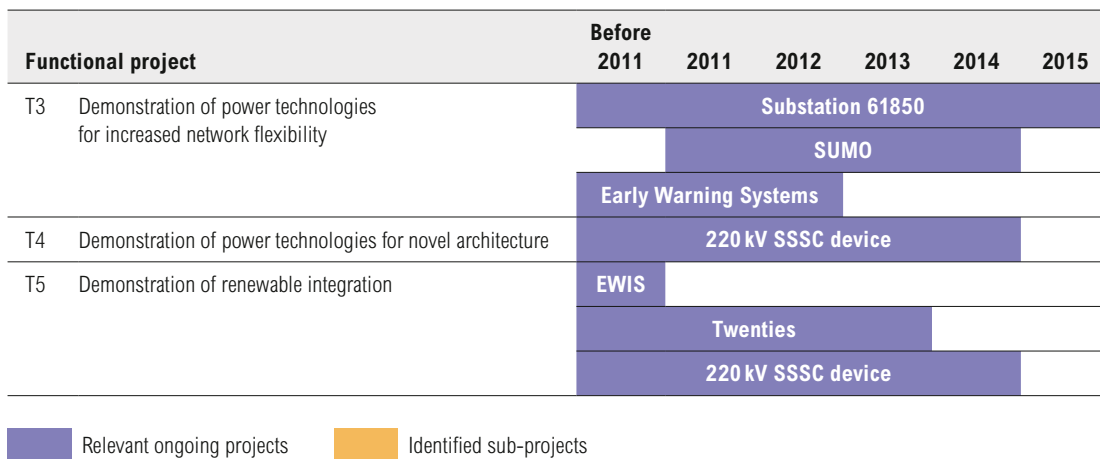 Functional project Before 2011 2011 2012 2013 2014 2015
T3 Demonstration of power technologies for increased network flexibility
Substation 61850
SUMO
Early Warning Systems
T4 Demonstration of power technologies for novel architecture 220 kV SSSC device
T5 Demonstration of renewable integration EWIS
Twenties
220 kV SSSC device
Relevant ongoing projects Identified sub-projects